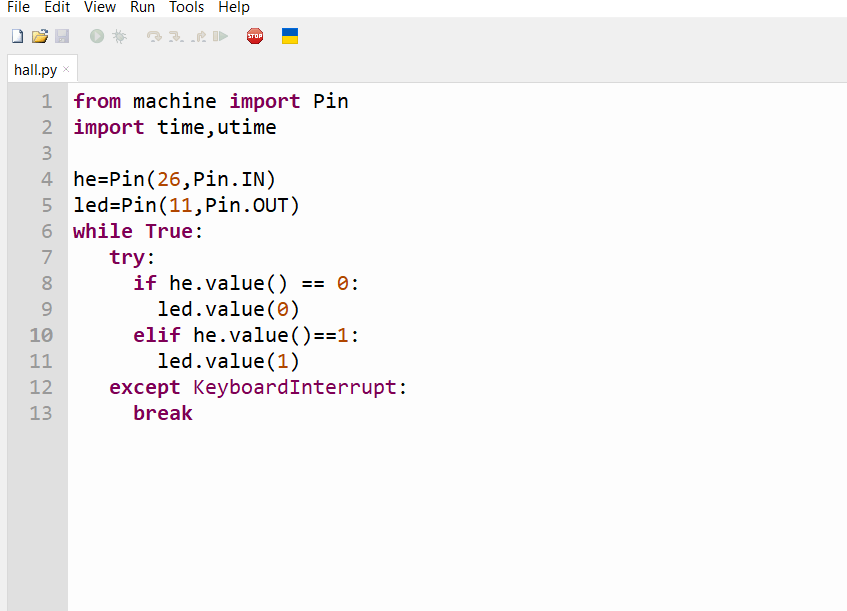 File Edit View Run Tools Help
STOP
hall.py ×
1 from machine import Pin
2 import time,utime
3
4 he=Pin(26,Pin.IN)
5 led=Pin(11,Pin.OUT)
6 while True:
7    try:
8      if he.value() == 0:
9        led.value(0)
10      elif he.value()==1:
11        led.value(1)
12    except KeyboardInterrupt:
13      break